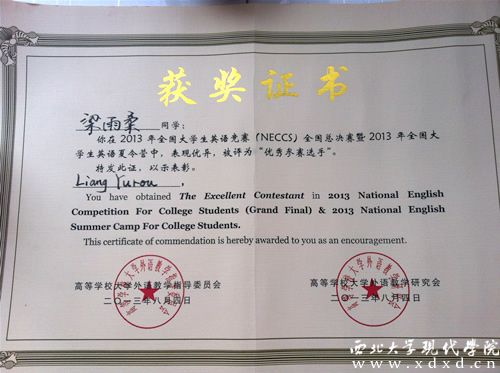 获奖证书
梁雨柔 同学：
你在 2013 年全国大学生英语竞赛（NECCS）全国总决赛暨 2013 年全国大
学生英语夏令营中，表现优异，被评为“优秀参赛选手”。
特发此证，以示表彰。
Liang Yurou ,
You have obtained The Excellent Contestant in 2013 National English
Competition For College Students (Grand Final) & 2013 National English
Summer Camp For College Students.
This certificate of commendation is hereby awarded to you as an encouragement.
高等学校大学外语教学指导委员会 高等学校大学外语教学研究会
二〇一三年八月四日 二〇一三年八月四日
西北大学现代学院
www.xdxd.cn